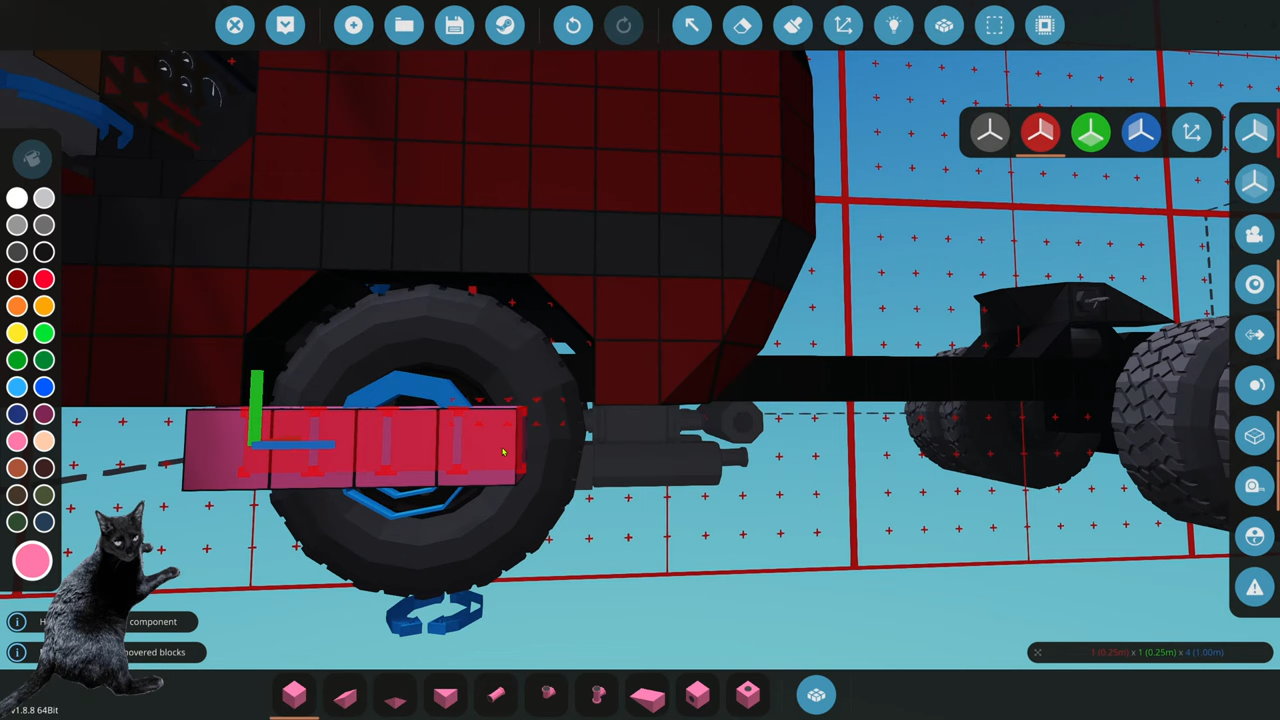 component
overed blocks
1 (0.25m) x 1 (0.25m) x 4 (1.00m)
v1.8.8 64Bit